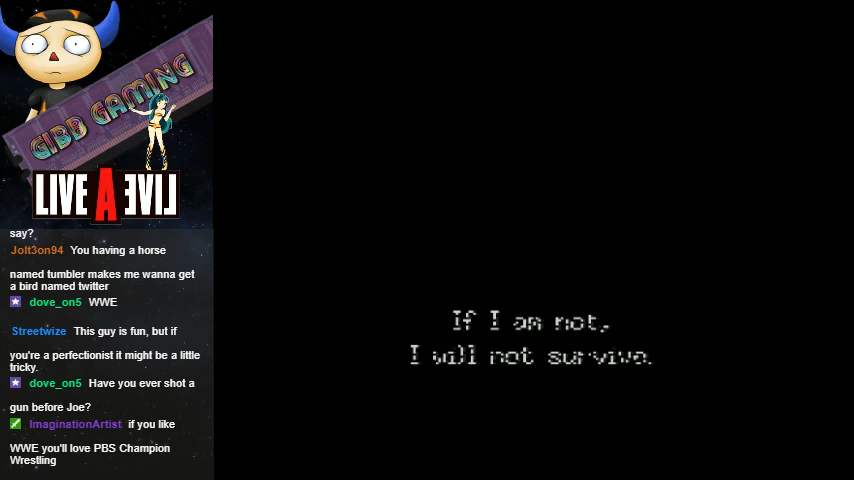 GIBB GAMING
LIVE A EVIL
say?
Jolt3on94 You having a horse
named tumbler makes me wanna get
a bird named twitter
dove_on5 WWE
Streetwize This guy is fun, but if
you're a perfectionist it might be a little
tricky.
dove_on5 Have you ever shot a
gun before Joe?
ImaginationArtist if you like
WWE you'll love PBS Champion
Wrestling
If I am not,
I will not survive.